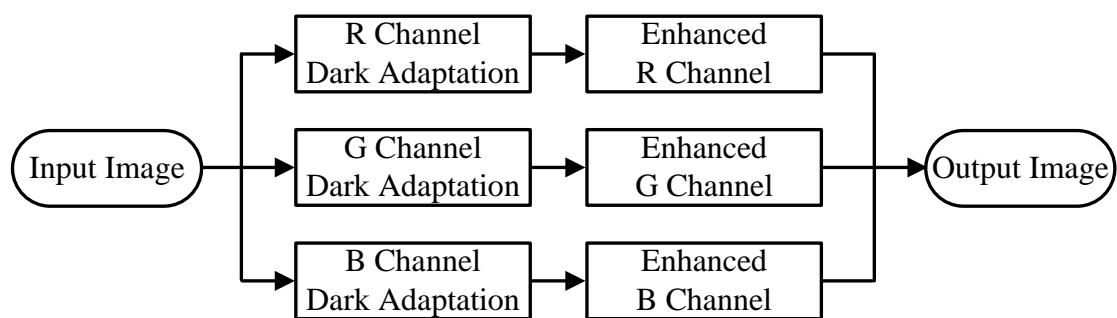 Input Image
R Channel
Dark Adaptation
Enhanced
R Channel
G Channel
Dark Adaptation
Enhanced
G Channel
B Channel
Dark Adaptation
Enhanced
B Channel
Output Image